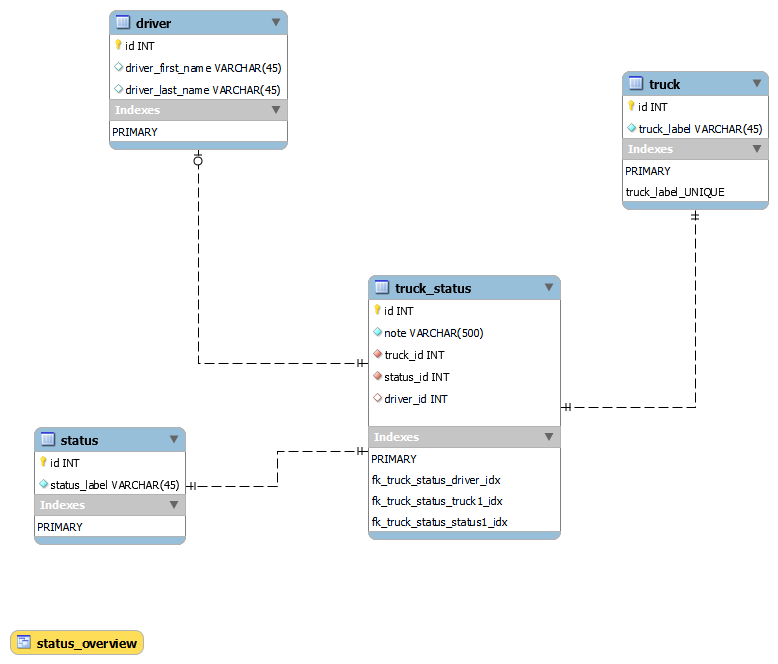 driver
id INT
driver_first_name VARCHAR(45)
driver_last_name VARCHAR(45)
Indexes
PRIMARY
truck
id INT
truck_label VARCHAR(45)
Indexes
PRIMARY
truck_label_UNIQUE
truck_status
id INT
note VARCHAR(500)
truck_id INT
status_id INT
driver_id INT
Indexes
PRIMARY
fk_truck_status_driver_idx
fk_truck_status_truck1_idx
fk_truck_status_status1_idx
status
id INT
status_label VARCHAR(45)
Indexes
PRIMARY
status_overview